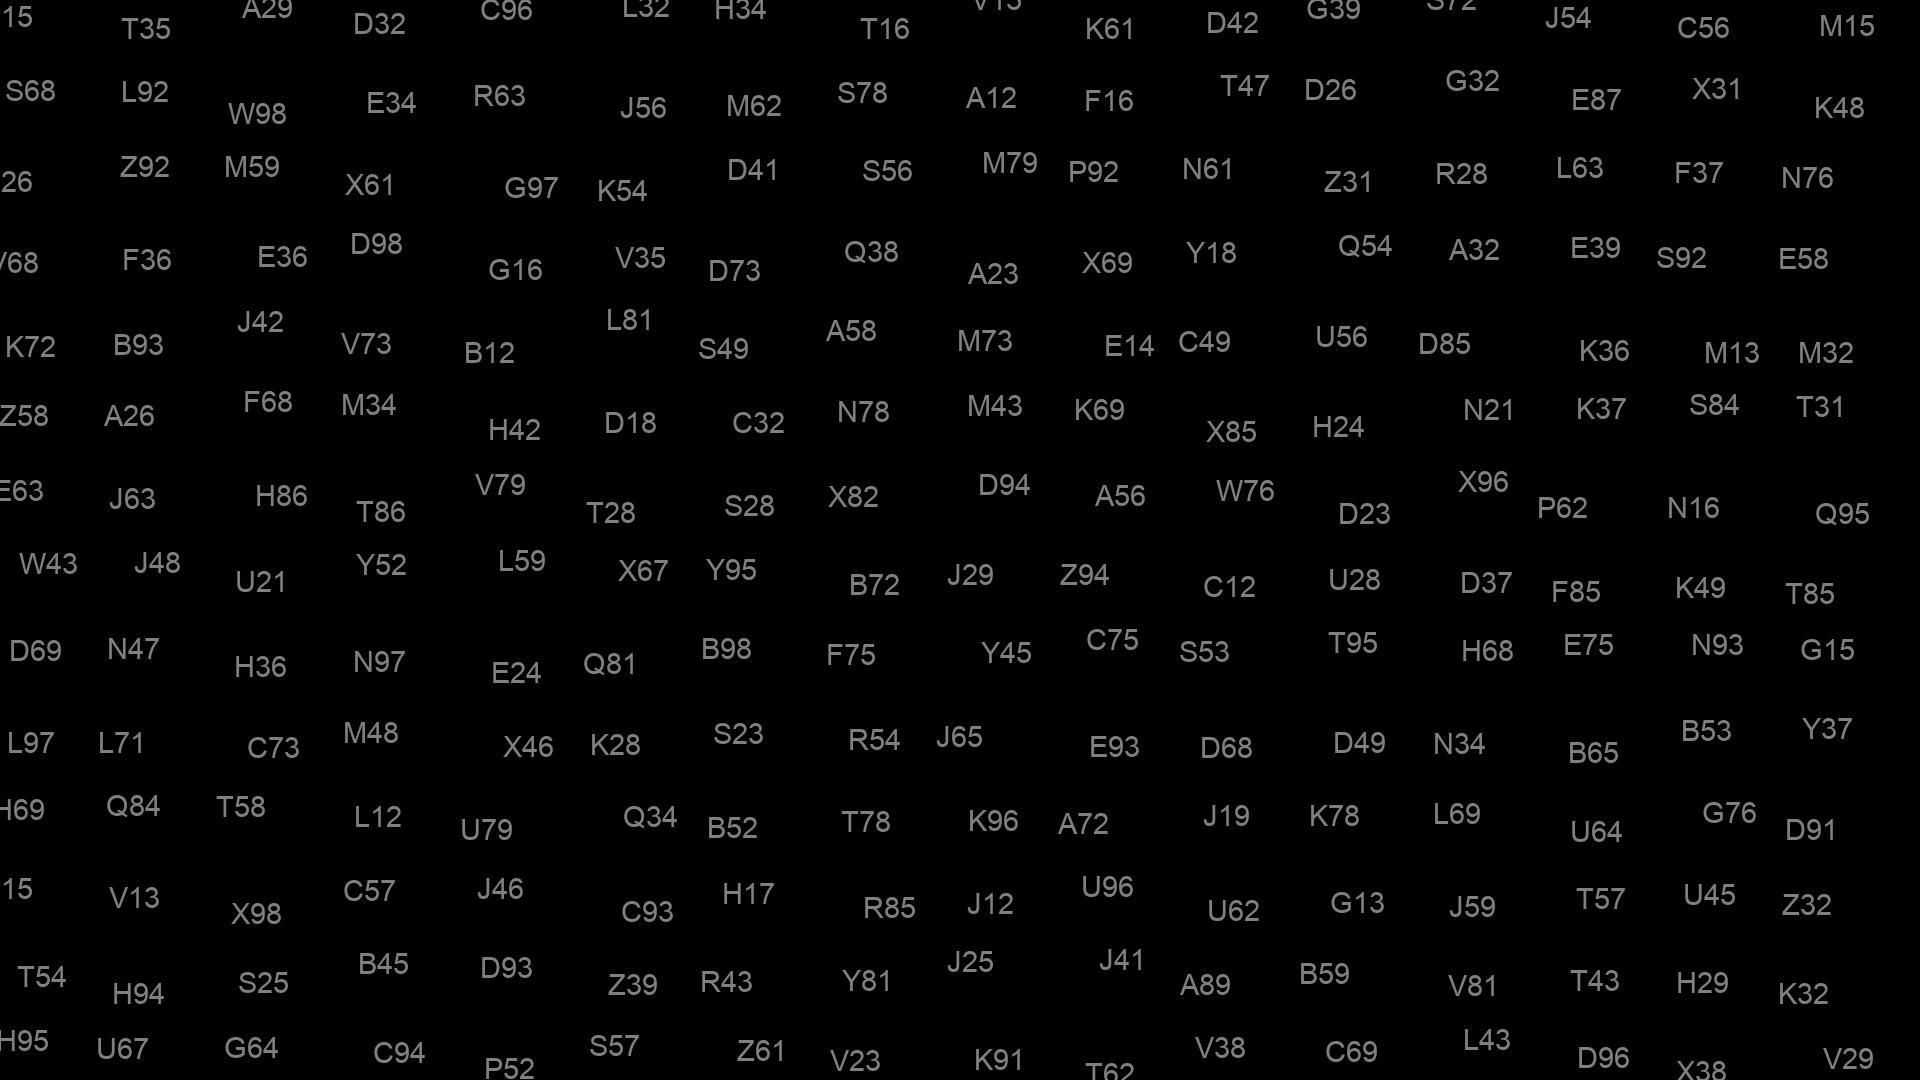 15 T35 A29 D32 C96 L32 H34 T16 V15 K61 D42 G39 S72 J54 C56 M15
S68 L92 W98 E34 R63 J56 M62 S78 A12 F16 T47 D26 G32 E87 X31 K48
26 Z92 M59 X61 G97 K54 D41 S56 M79 P92 N61 Z31 R28 L63 F37 N76
V68 F36 E36 D98 G16 V35 D73 Q38 A23 X69 Y18 Q54 A32 E39 S92 E58
K72 B93 J42 V73 B12 L81 S49 A58 M73 E14 C49 U56 D85 K36 M13 M32
Z58 A26 F68 M34 H42 D18 C32 N78 M43 K69 X85 H24 N21 K37 S84 T31
E63 J63 H86 T86 V79 T28 S28 X82 D94 A56 W76 D23 X96 P62 N16 Q95
W43 J48 U21 Y52 L59 X67 Y95 B72 J29 Z94 C12 U28 D37 F85 K49 T85
D69 N47 H36 N97 E24 Q81 B98 F75 Y45 C75 S53 T95 H68 E75 N93 G15
L97 L71 C73 M48 X46 K28 S23 R54 J65 E93 D68 D49 N34 B65 B53 Y37
H69 Q84 T58 L12 U79 Q34 B52 T78 K96 A72 J19 K78 L69 U64 G76 D91
15 V13 X98 C57 J46 C93 H17 R85 J12 U96 U62 G13 J59 T57 U45 Z32
T54 H94 S25 B45 D93 Z39 R43 Y81 J25 J41 A89 B59 V81 T43 H29 K32
H95 U67 G64 C94 P52 S57 Z61 V23 K91 T62 V38 C69 L43 D96 X38 V29